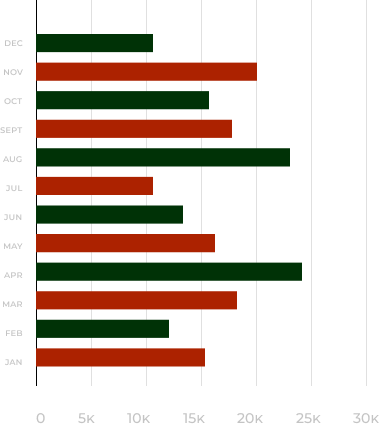 DEC
NOV
OCT
SEPT
AUG
JUL
JUN
MAY
APR
MAR
FEB
JAN
0 5K 10K 15K 20K 25K 30K